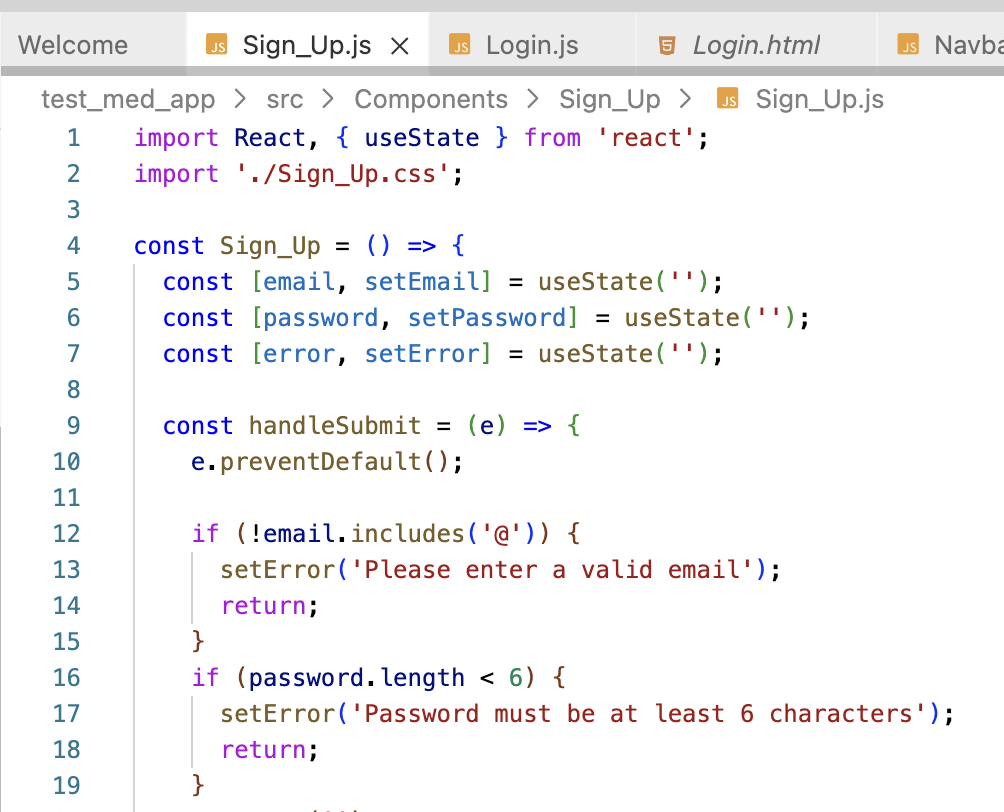 Welcome JS Sign_Up.js × JS Login.js 5 Login.html JS
test_med_app > src > Components > Sign_Up > JS Sign_Up.js
1 import React, { useState } from 'react';
2 import './Sign_Up.css';
3
4 const Sign_Up = () => {
5 const [email, setEmail] = useState('');
6 const [password, setPassword] = useState('');
7 const [error, setError] = useState('');
8
9 const handleSubmit = (e) => {
10 e.preventDefault();
11
12 if (!email.includes('@')) {
13 setError('Please enter a valid email');
14 return;
15 }
16 if (password.length < 6) {
17 setError('Password must be at least 6 characters');
18 return;
19 }